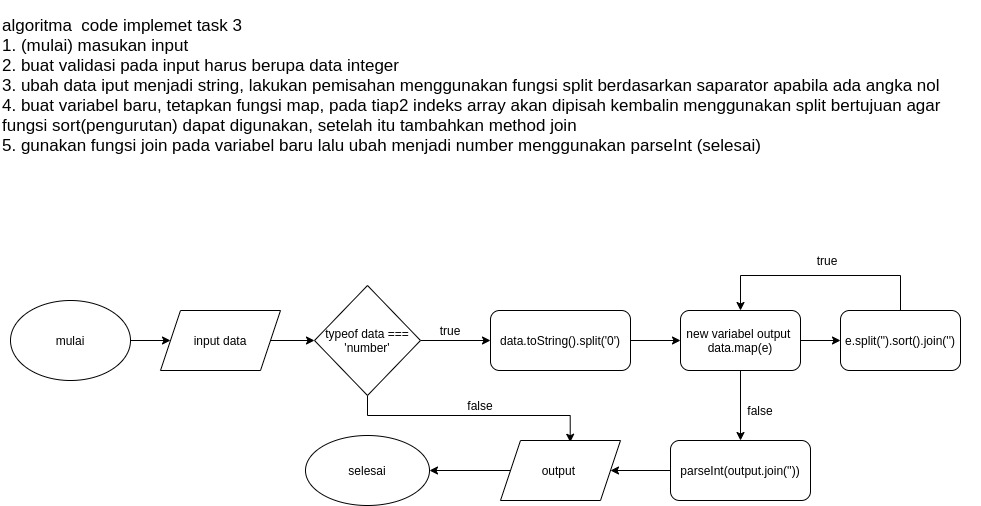 algoritma  code implemet task 3
1. (mulai) masukan input
2. buat validasi pada input harus berupa data integer
3. ubah data iput menjadi string, lakukan pemisahan menggunakan fungsi split berdasarkan saparator apabila ada angka nol
4. buat variabel baru, tetapkan fungsi map, pada tiap2 indeks array akan dipisah kembalin menggunakan split bertujuan agar
fungsi sort(pengurutan) dapat digunakan, setelah itu tambahkan method join
5. gunakan fungsi join pada variabel baru lalu ubah menjadi number menggunakan parseInt (selesai)
true
mulai
input data
typeof data ===
'number'
true
data.toString().split('0')
new variabel output
data.map(e)
e.split('').sort().join('')
false
false
selesai
output
parseInt(output.join(''))